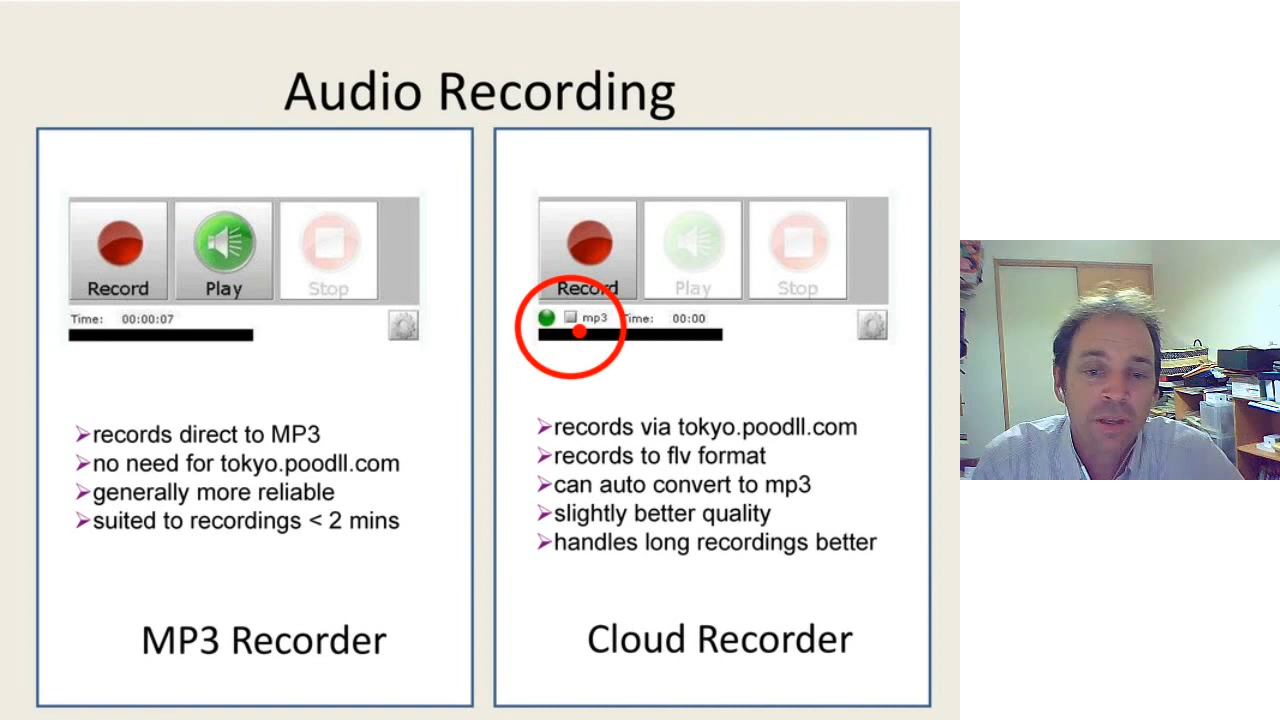 Audio Recording
Record
Play
Stop
Time: 00:00:07
➢records direct to MP3
➢no need for tokyo.poodll.com
➢generally more reliable
➢suited to recordings < 2 mins
MP3 Recorder
Record
Play
Stop
mp3 Time: 00:00
➢records via tokyo.poodll.com
➢records to flv format
➢can auto convert to mp3
➢slightly better quality
➢handles long recordings better
Cloud Recorder